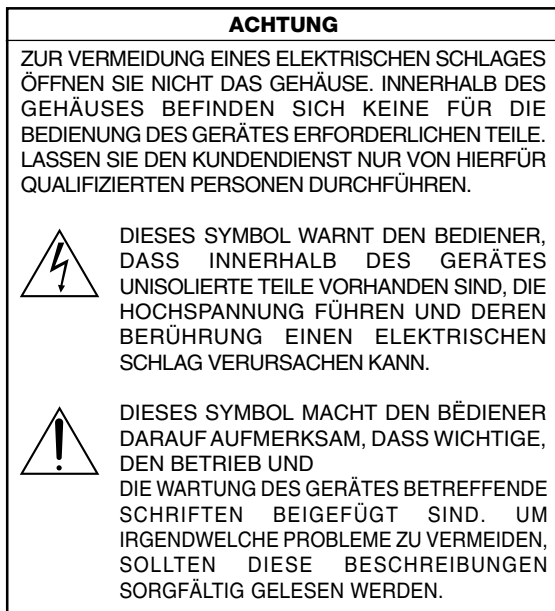 ACHTUNG
ZUR VERMEIDUNG EINES ELEKTRISCHEN SCHLAGES
ÖFFNEN SIE NICHT DAS GEHÄUSE. INNERHALB DES
GEHÄUSES BEFINDEN SICH KEINE FÜR DIE
BEDIENUNG DES GERÄTES ERFORDERLICHEN TEILE.
LASSEN SIE DEN KUNDENDIENST NUR VON HIERFÜR
QUALIFIZIERTEN PERSONEN DURCHFÜHREN.
DIESES SYMBOL WARNT DEN BEDIENER,
DASS INNERHALB DES GERÄTES
UNISOLIERTE TEILE VORHANDEN SIND, DIE
HOCHSPANNUNG FÜHREN UND DEREN
BERÜHRUNG EINEN ELEKTRISCHEN
SCHLAG VERURSACHEN KANN.
DIESES SYMBOL MACHT DEN BËDIENER
DARAUF AUFMERKSAM, DASS WICHTIGE,
DEN BETRIEB UND
DIE WARTUNG DES GERÄTES BETREFFENDE
SCHRIFTEN BEIGEFÜGT SIND. UM
IRGENDWELCHE PROBLEME ZU VERMEIDEN,
SOLLTEN DIESE BESCHREIBUNGEN
SORGFÄLTIG GELESEN WERDEN.